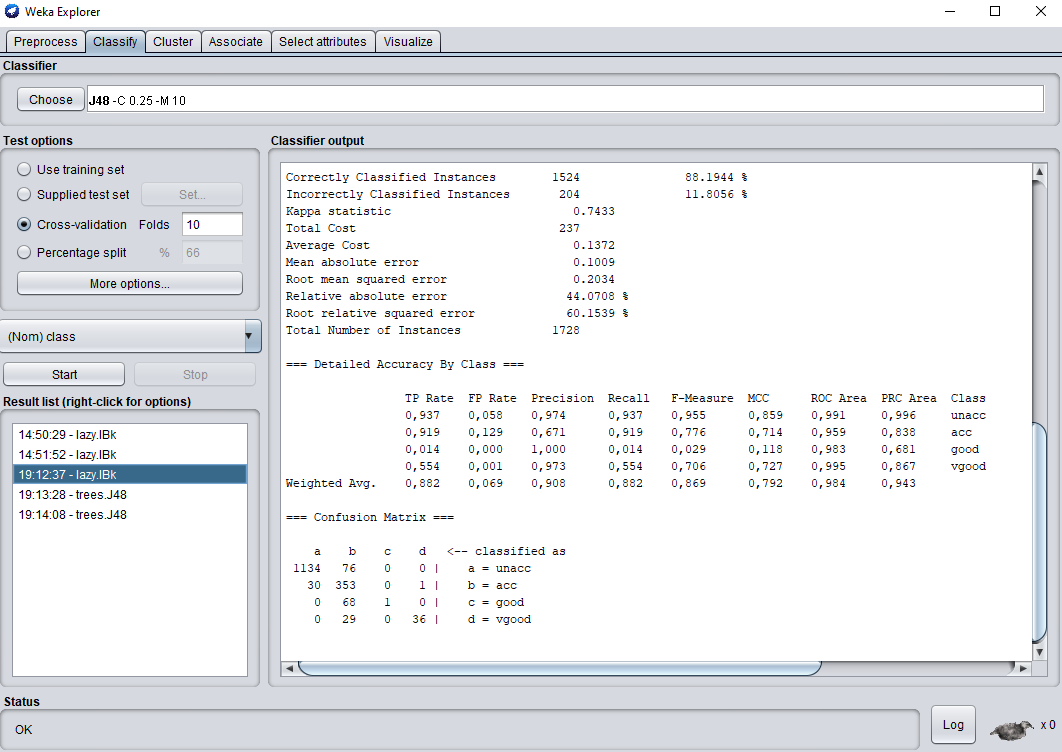 Weka Explorer
Preprocess Classify Cluster Associate Select attributes Visualize
Classifier
Choose J48 -C 0.25 -M 10
Test options
Use training set
Supplied test set Set...
Cross-validation Folds 10
Percentage split % 66
More options...
(Nom) class
Start Stop
Result list (right-click for options)
14:50:29 - lazy.IBk
14:51:52 - lazy.IBk
19:12:37 - lazy.IBk
19:13:28 - trees.J48
19:14:08 - trees.J48
Classifier output
Correctly Classified Instances 1524 88.1944 %
Incorrectly Classified Instances 204 11.8056 %
Kappa statistic 0.7433
Total Cost 237
Average Cost 0.1372
Mean absolute error 0.1009
Root mean squared error 0.2034
Relative absolute error 44.0708 %
Root relative squared error 60.1539 %
Total Number of Instances 1728
=== Detailed Accuracy By Class ===
TP Rate FP Rate Precision Recall F-Measure MCC ROC Area PRC Area Class
0,937 0,058 0,974 0,937 0,955 0,859 0,991 0,996 unacc
0,919 0,129 0,671 0,919 0,776 0,714 0,959 0,838 acc
0,014 0,000 1,000 0,014 0,029 0,118 0,983 0,681 good
0,554 0,001 0,973 0,554 0,706 0,727 0,995 0,867 vgood
Weighted Avg. 0,882 0,069 0,908 0,882 0,869 0,792 0,984 0,943
=== Confusion Matrix ===
a b c d <-- classified as
1134 76 0 0 | a = unacc
30 353 0 1 | b = acc
0 68 1 0 | c = good
0 29 0 36 | d = vgood
Status
OK
Log x 0